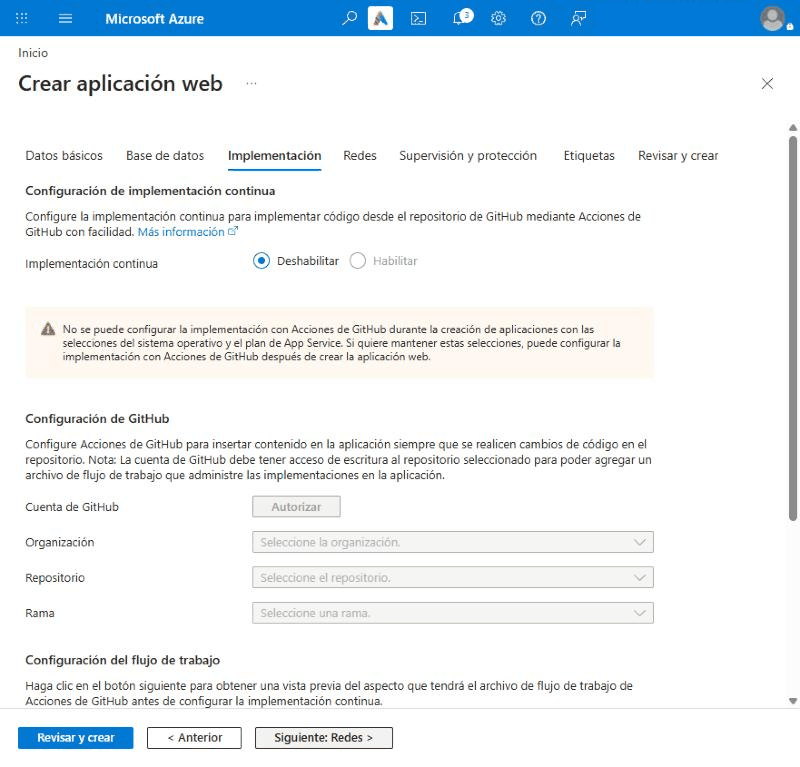 Microsoft Azure
3
Inicio
Crear aplicación web ...
Datos básicos Base de datos Implementación Redes Supervisión y protección Etiquetas Revisar y crear
Configuración de implementación continua
Configure la implementación continua para implementar código desde el repositorio de GitHub mediante Acciones de
GitHub con facilidad. Más información
Implementación continua Deshabilitar Habilitar
No se puede configurar la implementación con Acciones de GitHub durante la creación de aplicaciones con las
selecciones del sistema operativo y el plan de App Service. Si quiere mantener estas selecciones, puede configurar la
implementación con Acciones de GitHub después de crear la aplicación web.
Configuración de GitHub
Configure Acciones de GitHub para insertar contenido en la aplicación siempre que se realicen cambios de código en el
repositorio. Nota: La cuenta de GitHub debe tener acceso de escritura al repositorio seleccionado para poder agregar un
archivo de flujo de trabajo que administre las implementaciones en la aplicación.
Cuenta de GitHub Autorizar
Organización Seleccione la organización.
Repositorio Seleccione el repositorio.
Rama Seleccione una rama.
Configuración del flujo de trabajo
Haga clic en el botón siguiente para obtener una vista previa del aspecto que tendrá el archivo de flujo de trabajo de
Acciones de GitHub antes de configurar la implementación continua.
Revisar y crear < Anterior Siguiente: Redes >